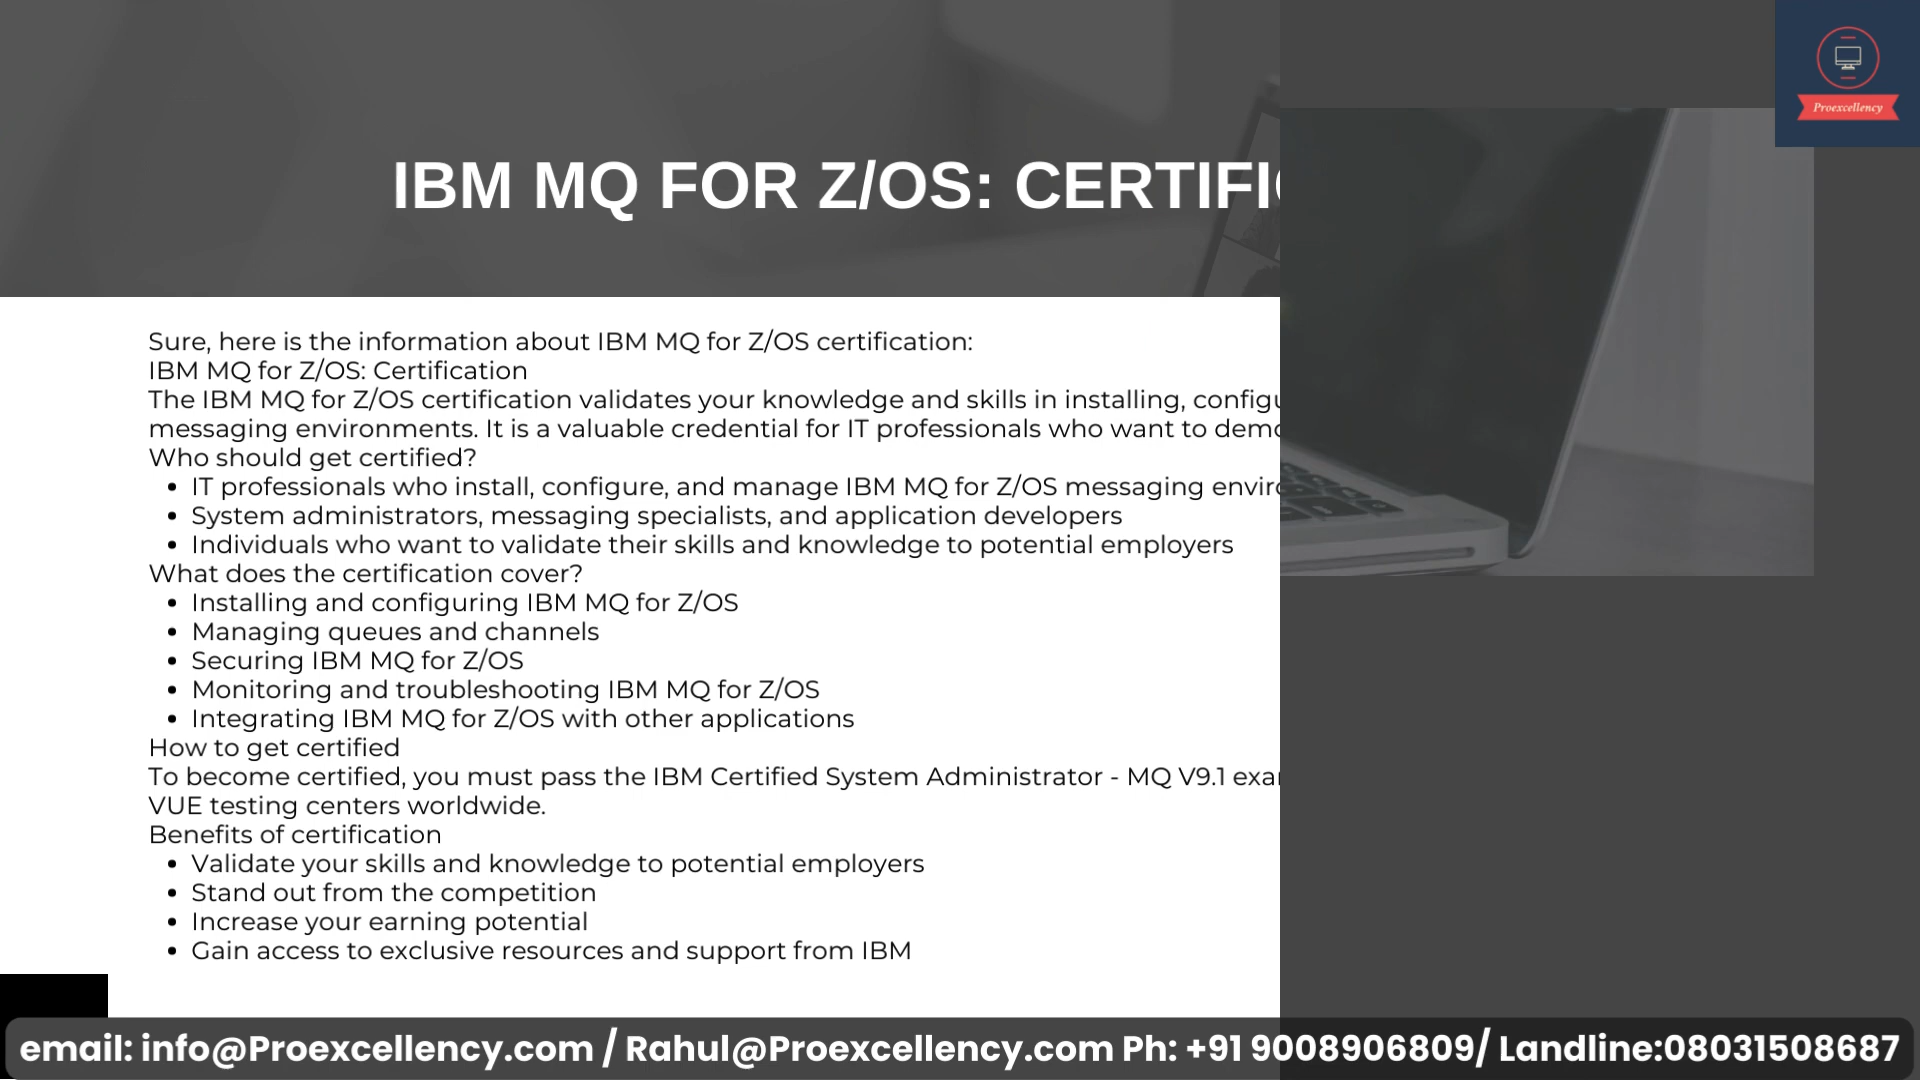 Proexcellency
IBM MQ FOR Z/OS: CERTIFI
Sure, here is the information about IBM MQ for Z/OS certification:
IBM MQ for Z/OS: Certification
The IBM MQ for Z/OS certification validates your knowledge and skills in installing,
messaging environments. It is a valuable credential for IT professionals who want to
Who should get certified?
• IT professionals who install, configure, and manage IBM MQ for Z/OS messaging
• System administrators, messaging specialists, and application developers
• Individuals who want to validate their skills and knowledge to potential employers
What does the certification cover?
• Installing and configuring IBM MQ for Z/OS
• Managing queues and channels
• Securing IBM MQ for Z/OS
• Monitoring and troubleshooting IBM MQ for Z/OS
• Integrating IBM MQ for Z/OS with other applications
How to get certified
To become certified, you must pass the IBM Certified System Administrator - MQ V9.1
VUE testing centers worldwide.
Benefits of certification
• Validate your skills and knowledge to potential employers
• Stand out from the competition
• Increase your earning potential
• Gain access to exclusive resources and support from IBM
email: info@Proexcellency.com / Rahul@Proexcellency.com Ph: +91 9008906809/ Landline:08031508687